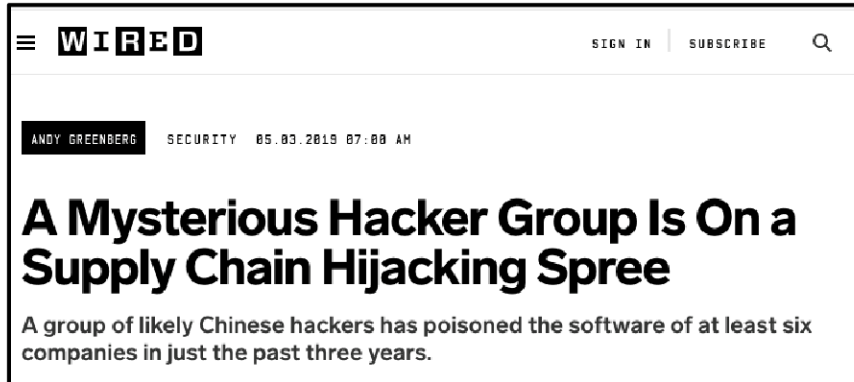 WIRED
SIGN IN SUBSCRIBE
ANDY GREENBERG SECURITY 05.03.2019 07:00 AM
A Mysterious Hacker Group Is On a
Supply Chain Hijacking Spree
A group of likely Chinese hackers has poisoned the software of at least six
companies in just the past three years.